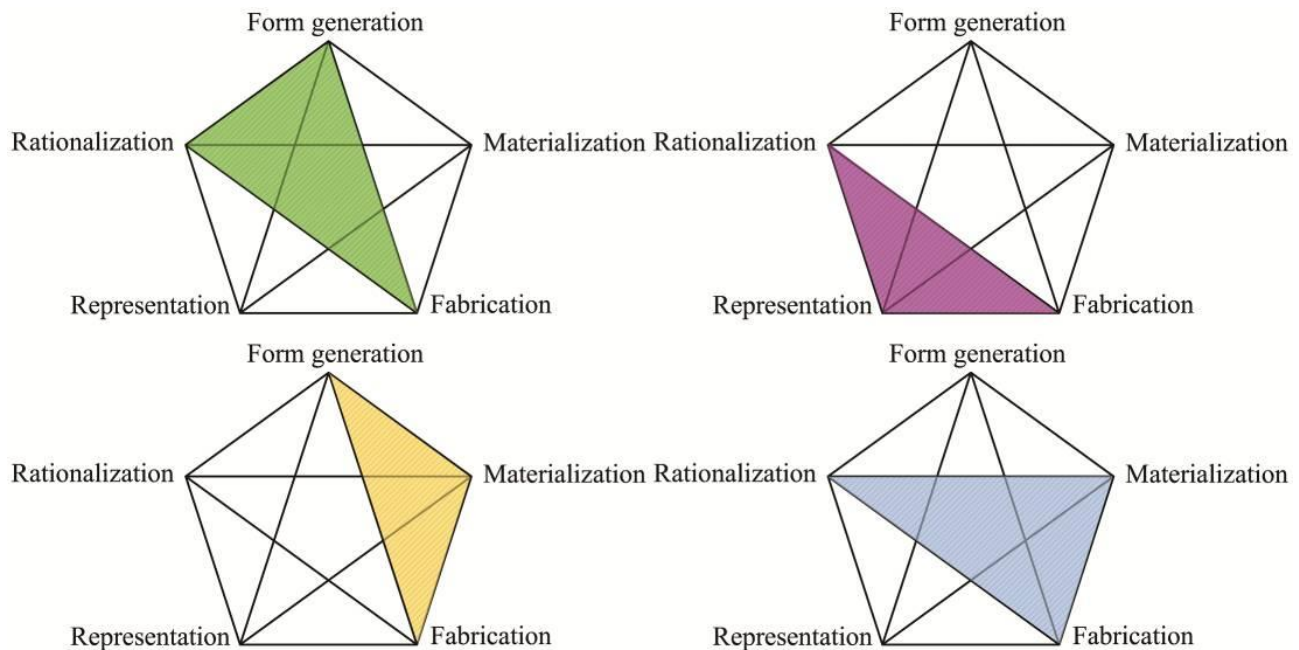 Form generation
Form generation
Rationalization
Materialization
Rationalization
Materialization
Representation
Fabrication
Representation
Fabrication
Form generation
Form generation
Rationalization
Materialization
Rationalization
Materialization
Representation
Fabrication
Representation
Fabrication